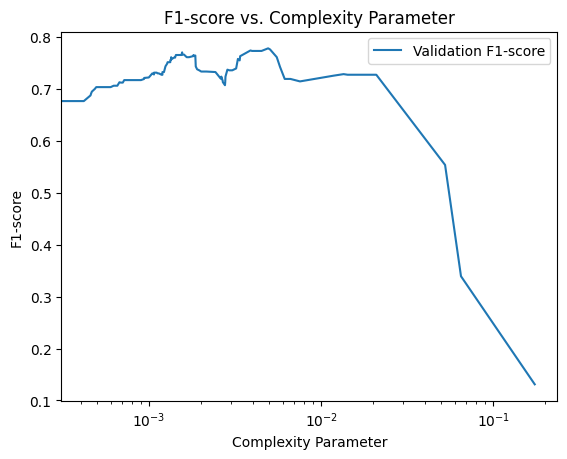 F1-score vs. Complexity Parameter
Validation F1-score
F1-score
0.8
0.7
0.6
0.5
0.4
0.3
0.2
0.1
10⁻³
10⁻²
10⁻¹
Complexity Parameter